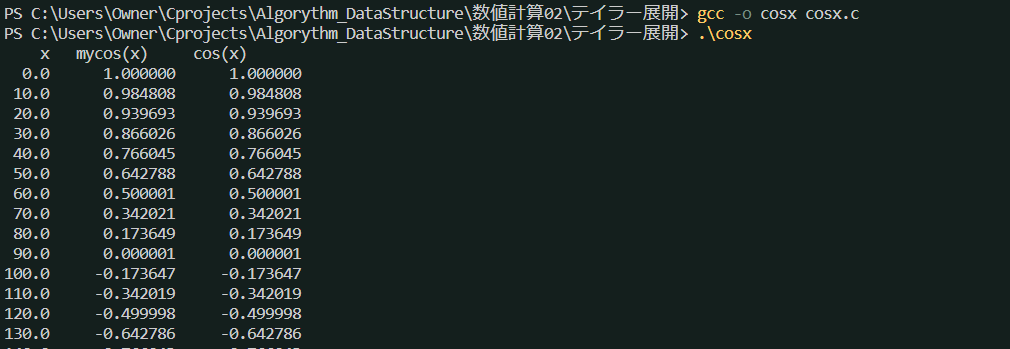 PS C:\Users\Owner\Cprojects\Algorythm_DataStructure\数値計算02\テイラー展開> gcc -o cosx cosx.c
PS C:\Users\Owner\Cprojects\Algorythm_DataStructure\数値計算02\テイラー展開> .\cosx
x mycos(x) cos(x)
0.0 1.000000 1.000000
10.0 0.984808 0.984808
20.0 0.939693 0.939693
30.0 0.866026 0.866026
40.0 0.766045 0.766045
50.0 0.642788 0.642788
60.0 0.500001 0.500001
70.0 0.342021 0.342021
80.0 0.173649 0.173649
90.0 0.000001 0.000001
100.0 -0.173647 -0.173647
110.0 -0.342019 -0.342019
120.0 -0.499998 -0.499998
130.0 -0.642786 -0.642786